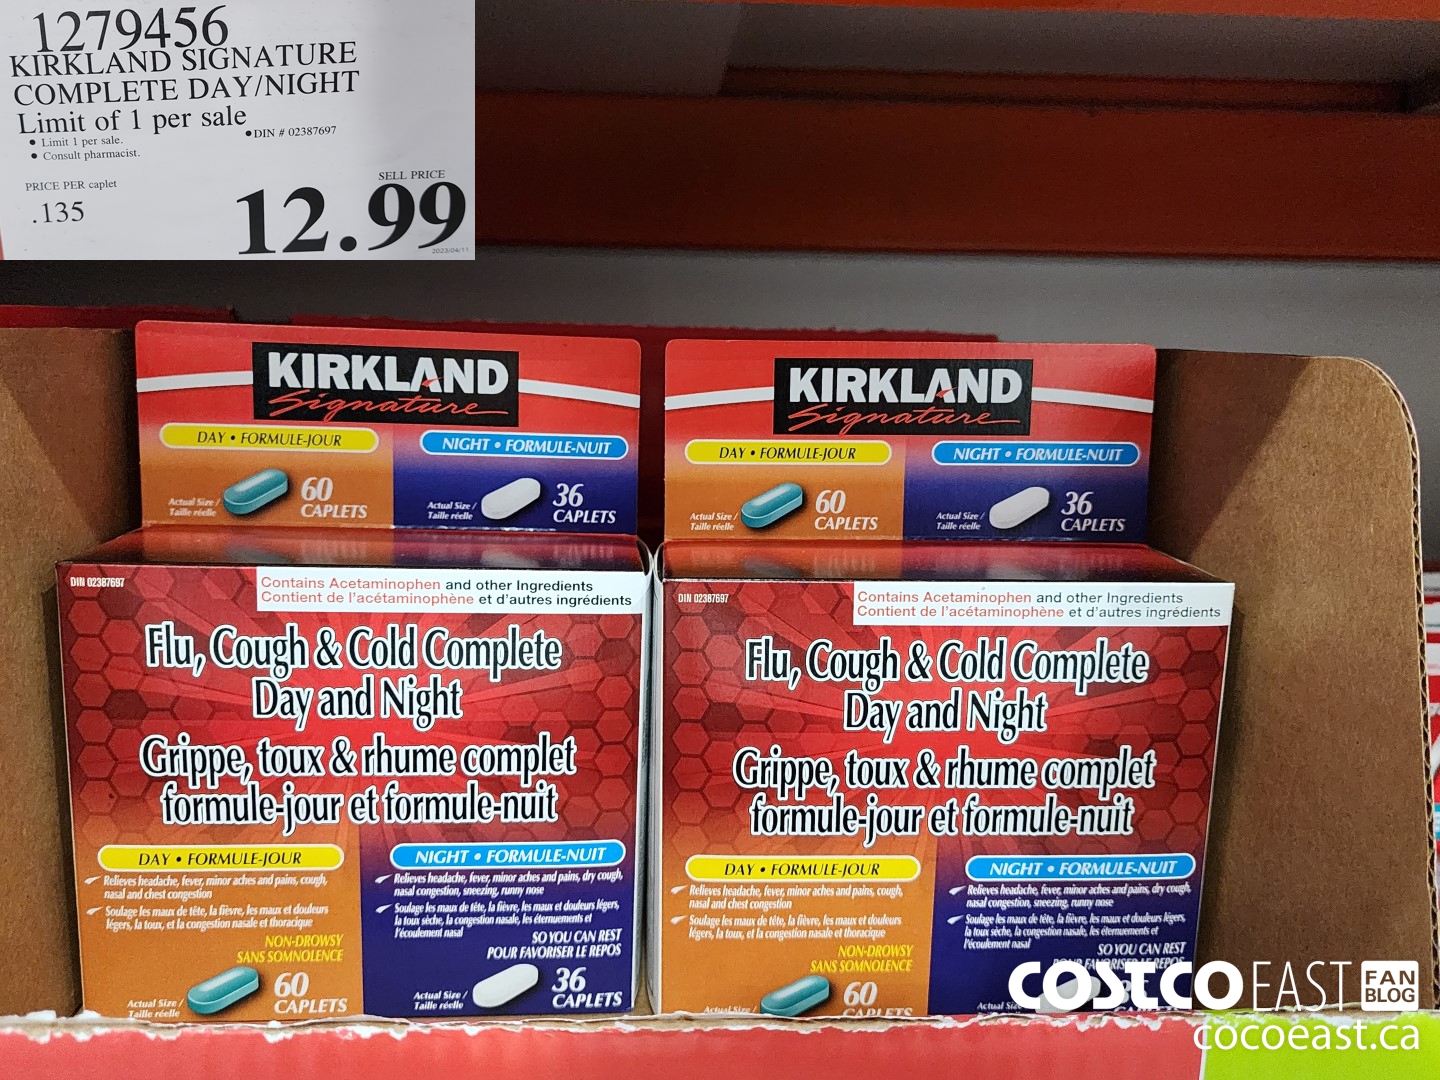 1279456
KIRKLAND SIGNATURE
COMPLETE DAY/NIGHT
Limit of 1 per sale
• Limit 1 per sale.
• DIN # 02387697
• Consult pharmacist.
PRICE PER caplet
.135
SELL PRICE
12.99
2023/04/11
KIRKLAND
Signature
DAY • FORMULE-JOUR
NIGHT • FORMULE-NUIT
Actual Size /
Taille réelle
60
CAPLETS
Actual Size /
Taille réelle
36
CAPLETS
DIN 02387697
Contains Acetaminophen and other Ingredients
Contient de l'acétaminophène et d'autres ingrédients
Flu, Cough & Cold Complete
Day and Night
Grippe, toux & rhume complet
formule-jour et formule-nuit
DAY • FORMULE-JOUR
Relieves headache, fever, minor aches and pains, cough,
nasal and chest congestion
Soulage les maux de tête, la fièvre, les maux et douleurs
légers, la toux, et la congestion nasale et thoracique
NON-DROWSY
SANS SOMNOLENCE
Actual Size /
Taille réelle
60
CAPLETS
NIGHT • FORMULE-NUIT
Relieves headache, fever, minor aches and pains, dry cough,
nasal congestion, sneezing, runny nose
Soulage les maux de tête, la fièvre, les maux et douleurs légers,
la toux sèche, la congestion nasale, les éternuements et
l'écoulement nasal
SO YOU CAN REST
POUR FAVORISER LE REPOS
Actual Size /
Taille réelle
36
CAPLETS
KIRKLAND
Signature
DAY • FORMULE-JOUR
NIGHT • FORMULE-NUIT
Actual Size /
Taille réelle
60
CAPLETS
Actual Size /
Taille réelle
36
CAPLETS
DIN 02387697
Contains Acetaminophen and other Ingredients
Contient de l'acétaminophène et d'autres ingrédients
Flu, Cough & Cold Complete
Day and Night
Grippe, toux & rhume complet
formule-jour et formule-nuit
DAY • FORMULE-JOUR
Relieves headache, fever, minor aches and pains, cough,
nasal and chest congestion
Soulage les maux de tête, la fièvre, les maux et douleurs
légers, la toux, et la congestion nasale et thoracique
NON-DROWSY
SANS SOMNOLENCE
Actual Size /
Taille réelle
60
CAPLETS
NIGHT • FORMULE-NUIT
Relieves headache, fever, minor aches and pains, dry cough,
nasal congestion, sneezing, runny nose
Soulage les maux de tête, la fièvre, les maux et douleurs légers,
la toux sèche, la congestion nasale, les éternuements et
l'écoulement nasal
SO YOU CAN REST
POUR FAVORISER LE REPOS
Actual Size /
COSTCO EAST FAN BLOG
cocoeast.ca